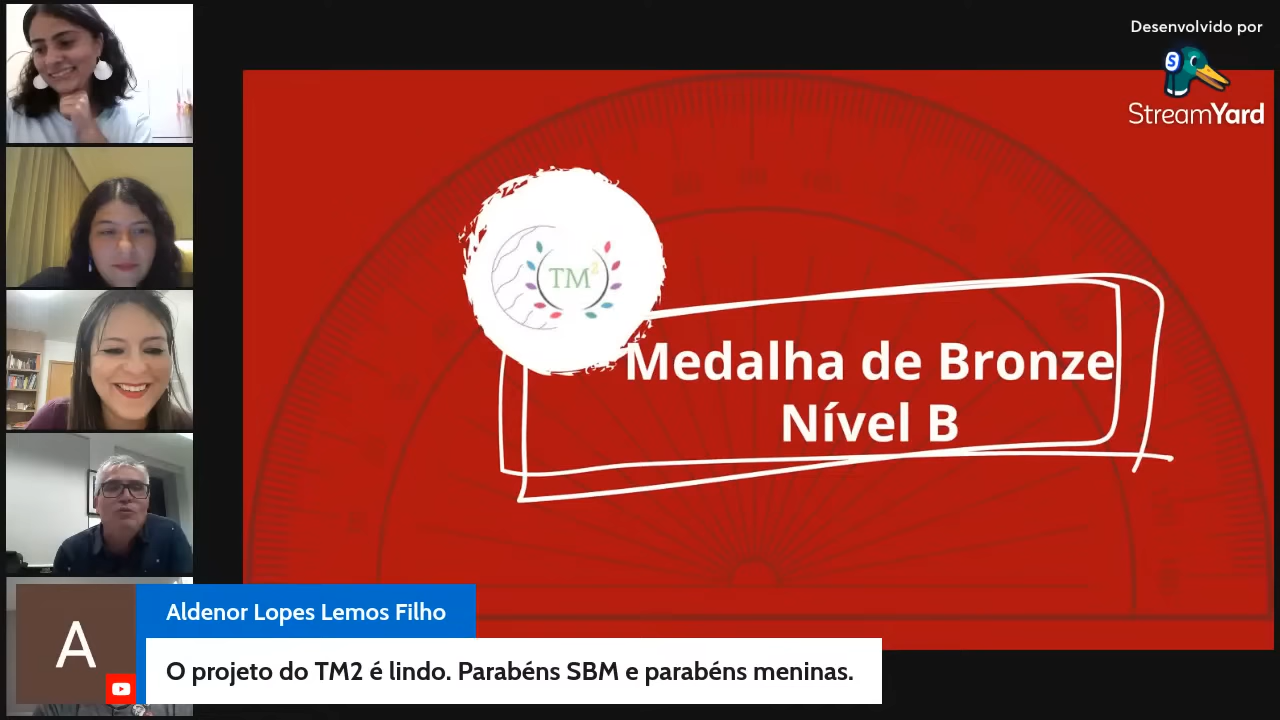 Desenvolvido por
S
StreamYard
TM2
Medalha de Bronze
Nível B
A
Aldenor Lopes Lemos Filho
O projeto do TM2 é lindo. Parabéns SBM e parabéns meninas.